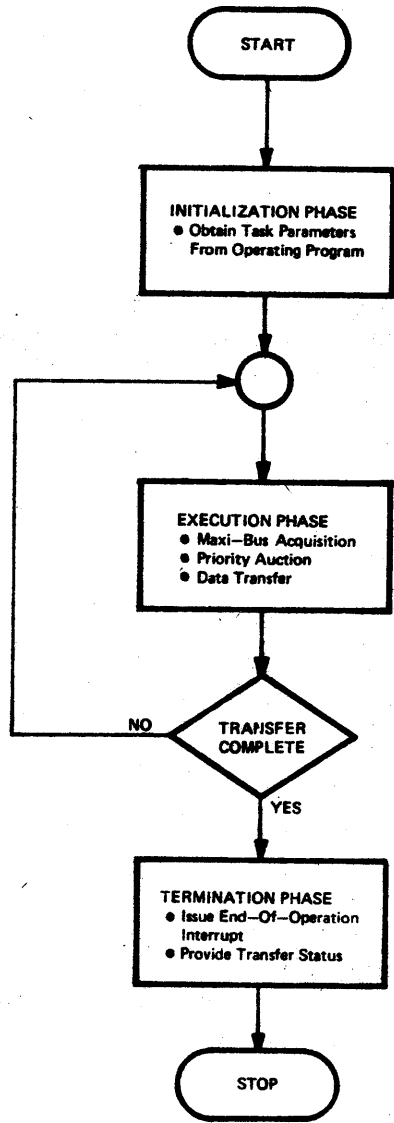 START
INITIALIZATION PHASE
● Obtain Task Parameters
From Operating Program
EXECUTION PHASE
● Maxi-Bus Acquisition
● Priority Auction
● Data Transfer
TRANSFER
COMPLETE
NO
YES
TERMINATION PHASE
● Issue End-Of-Operation
Interrupt
● Provide Transfer Status
STOP